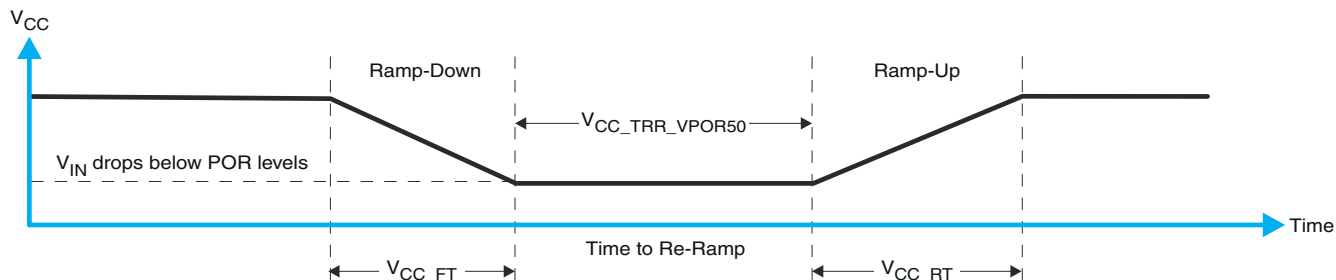 VCC
Ramp-Down
Ramp-Up
VCC_TRR_VPOR50
VIN drops below POR levels
Time
Time to Re-Ramp
VCC_FT
VCC_RT